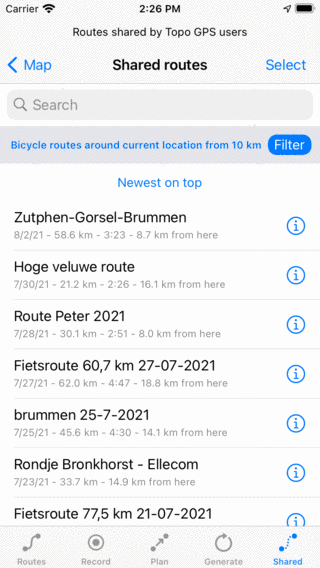 Carrier 2:26 PM
Routes shared by Topo GPS users
Map Shared routes Select
Search
Bicycle routes around current location from 10 km Filter
Newest on top
Zutphen-Gorsel-Brummen
8/2/21 - 58.6 km - 3:23 - 8.7 km from here
Hoge veluwe route
7/30/21 - 21.2 km - 2:26 - 16.1 km from here
Route Peter 2021
7/28/21 - 30.1 km - 2:51 - 8.0 km from here
Fietsroute 60,7 km 27-07-2021
7/27/21 - 62.0 km - 4:47 - 18.8 km from here
brummen 25-7-2021
7/25/21 - 45.6 km - 4:30 - 14.1 km from here
Rondje Bronkhorst - Ellecom
7/23/21 - 33.7 km - 14.9 km from here
Fietsroute 77,5 km 21-07-2021
Routes Record Plan Generate Shared